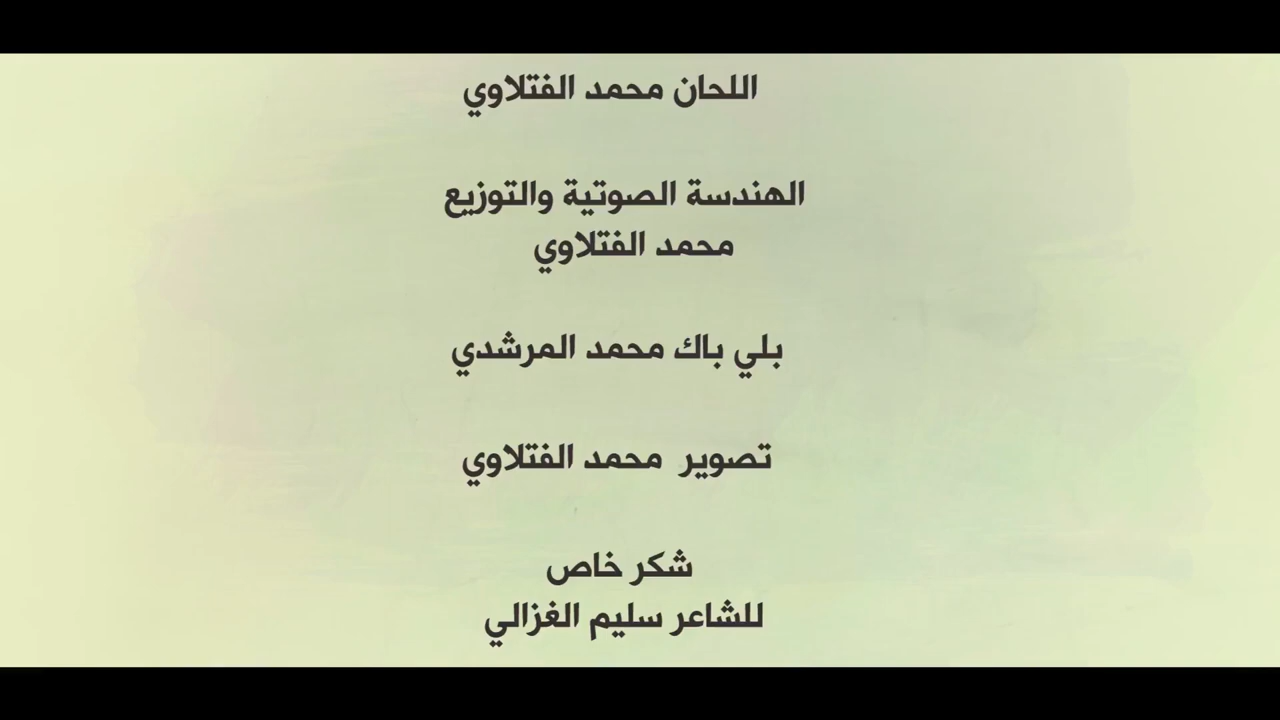 اللحان محمد الفتلاوي
الهندسة الصوتية والتوزيع
محمد الفتلاوي
بلي باك محمد المرشدي
تصوير محمد الفتلاوي
شكر خاص
للشاعر سليم الغزالي